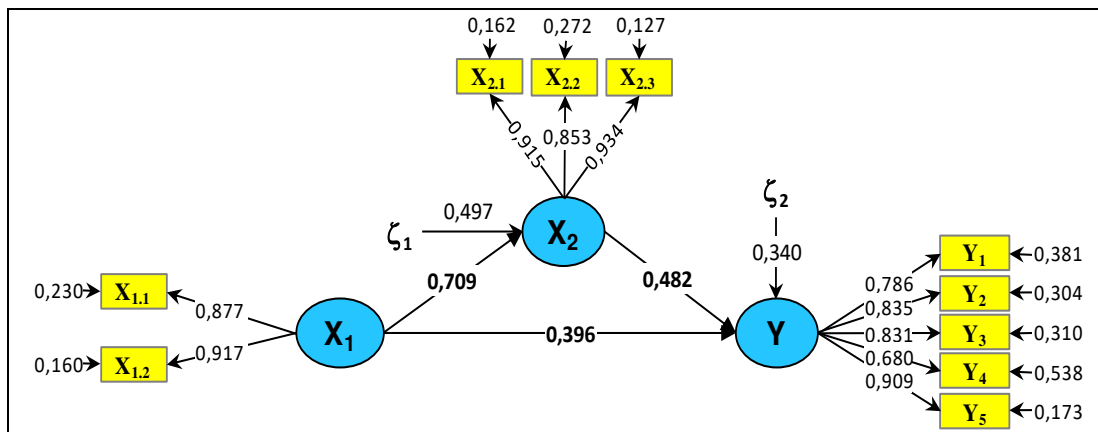 0,162 0,272 0,127
X2.1 X2.2 X2.3
0,915 0,853 0,934
ζ1 0,497 X2 ζ2
0,340
0,709 0,482
0,230 X1.1 0,877
0,160 X1.2 0,917
X1 0,396 Y
0,786 Y1 0,381
0,835 Y2 0,304
0,831 Y3 0,310
0,680 Y4 0,538
0,909 Y5 0,173